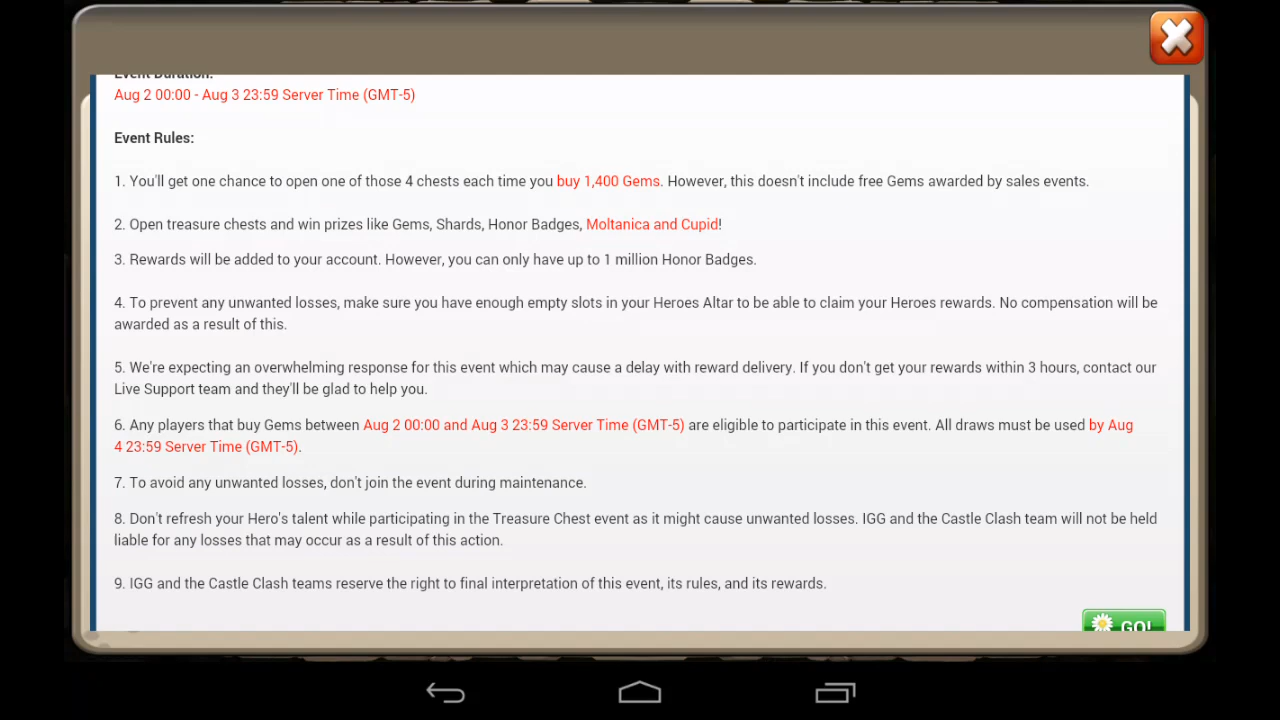 Event Duration:
Aug 2 00:00 - Aug 3 23:59 Server Time (GMT-5)
Event Rules:
1. You'll get one chance to open one of those 4 chests each time you buy 1,400 Gems. However, this doesn't include free Gems awarded by sales events.
2. Open treasure chests and win prizes like Gems, Shards, Honor Badges, Moltanica and Cupid!
3. Rewards will be added to your account. However, you can only have up to 1 million Honor Badges.
4. To prevent any unwanted losses, make sure you have enough empty slots in your Heroes Altar to be able to claim your Heroes rewards. No compensation will be
awarded as a result of this.
5. We're expecting an overwhelming response for this event which may cause a delay with reward delivery. If you don't get your rewards within 3 hours, contact our
Live Support team and they'll be glad to help you.
6. Any players that buy Gems between Aug 2 00:00 and Aug 3 23:59 Server Time (GMT-5) are eligible to participate in this event. All draws must be used by Aug
4 23:59 Server Time (GMT-5).
7. To avoid any unwanted losses, don't join the event during maintenance.
8. Don't refresh your Hero's talent while participating in the Treasure Chest event as it might cause unwanted losses. IGG and the Castle Clash team will not be held
liable for any losses that may occur as a result of this action.
9. IGG and the Castle Clash teams reserve the right to final interpretation of this event, its rules, and its rewards.
GO!